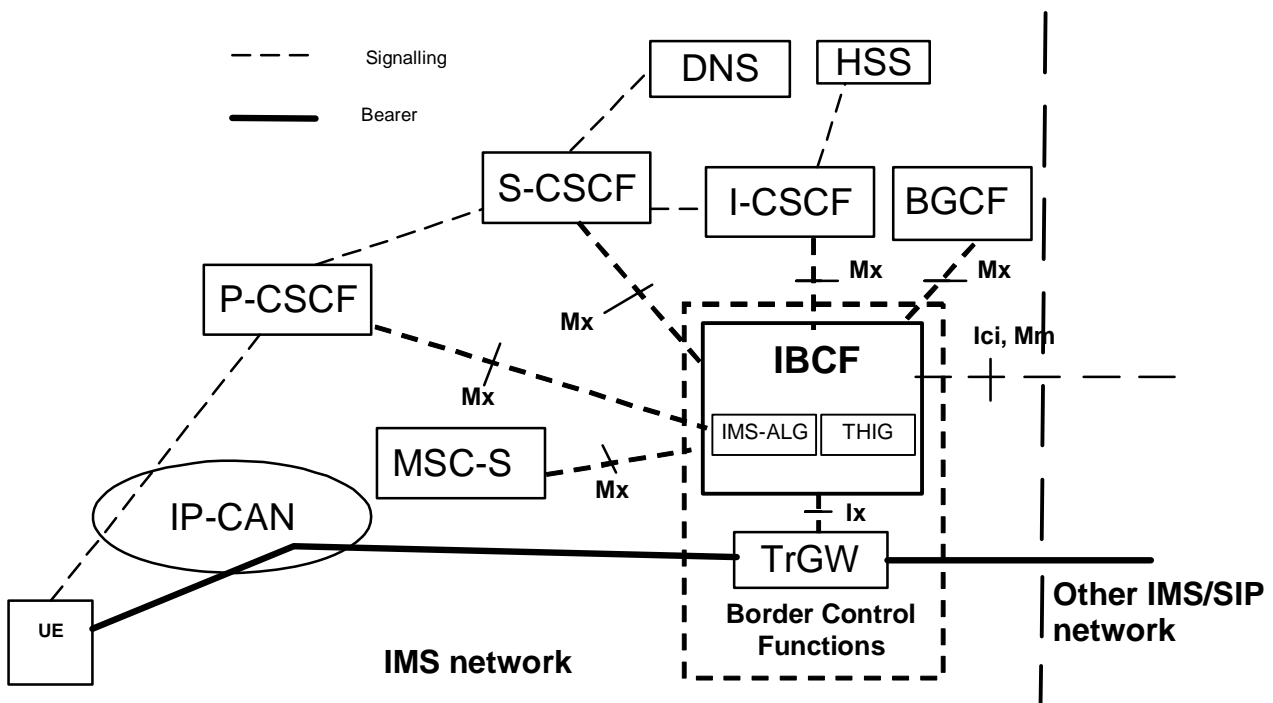 Signalling
DNS
HSS
Bearer
S-CSCF
I-CSCF
BGCF
Mx
Mx
P-CSCF
Mx
Ici, Mm
IBCF
Mx
IMS-ALG
THIG
MSC-S
Mx
IP-CAN
Ix
TrGW
UE
Border Control
Functions
Other IMS/SIP
network
IMS network